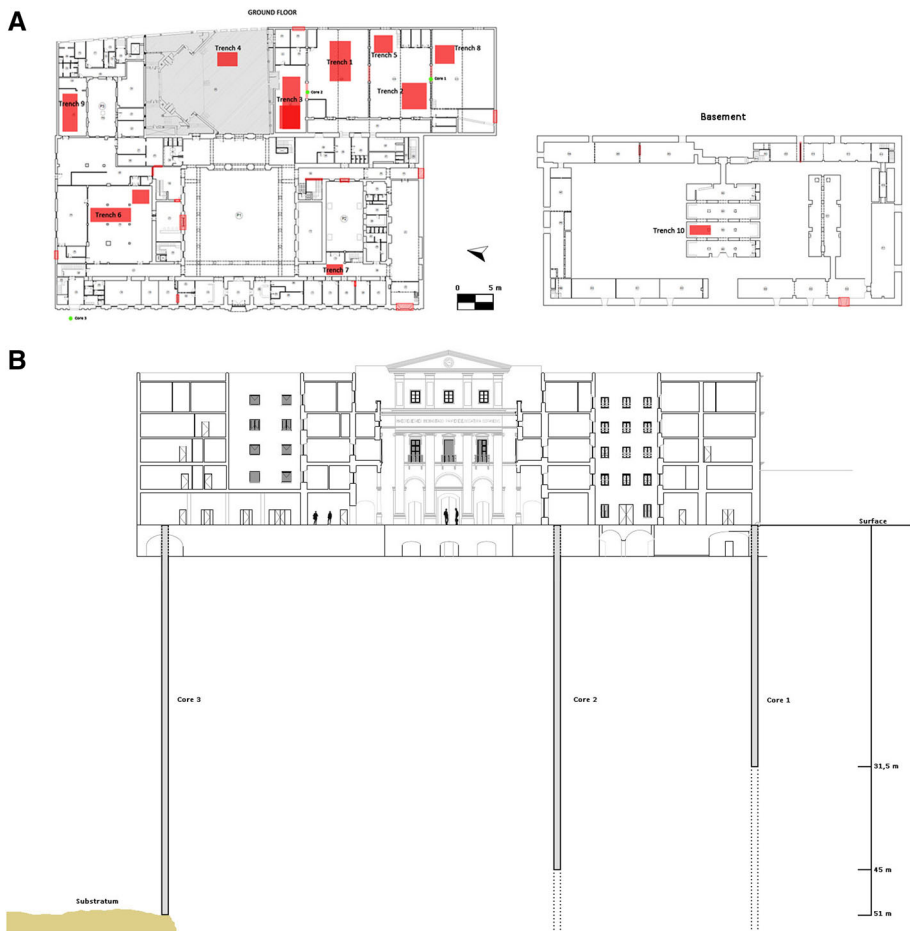 A
GROUND FLOOR
Trench 4
Trench 1
Trench 5
Trench 8
Core 1
Core 2
Trench 3
Trench 2
Trench 9
Basement
Trench 6
Trench 10
Trench 7
0 5 m
Core 3
B
Surface
Core 3
Core 2
Core 1
31,5 m
45 m
Substratum
51 m